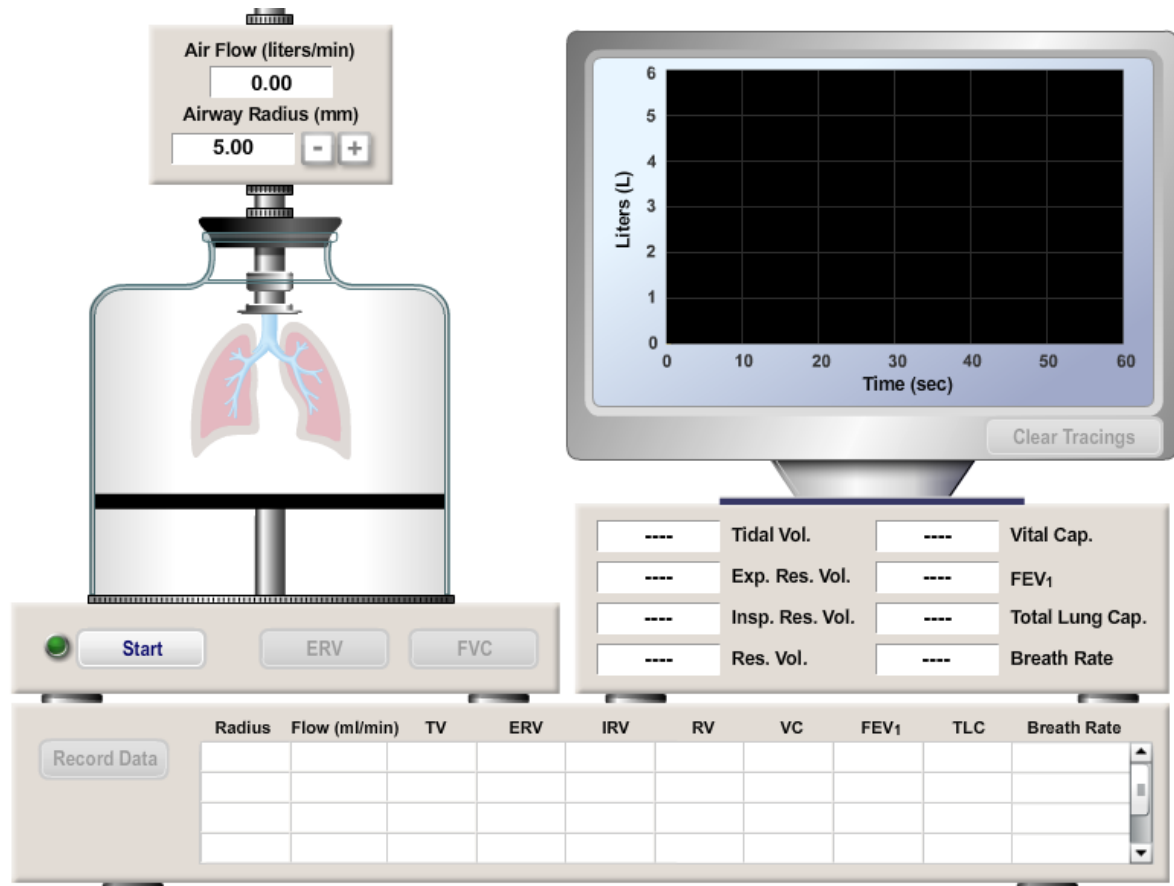 Air Flow (liters/min)
0.00
Airway Radius (mm)
5.00 - +
Liters (L)
6
5
4
3
2
1
0
0 10 20 30 40 50 60
Time (sec)
Clear Tracings
---- Tidal Vol. ---- Vital Cap.
---- Exp. Res. Vol. ---- FEV₁
---- Insp. Res. Vol. ---- Total Lung Cap.
---- Res. Vol. ---- Breath Rate
Start ERV FVC
Radius Flow (ml/min) TV ERV IRV RV VC FEV₁ TLC Breath Rate
Record Data